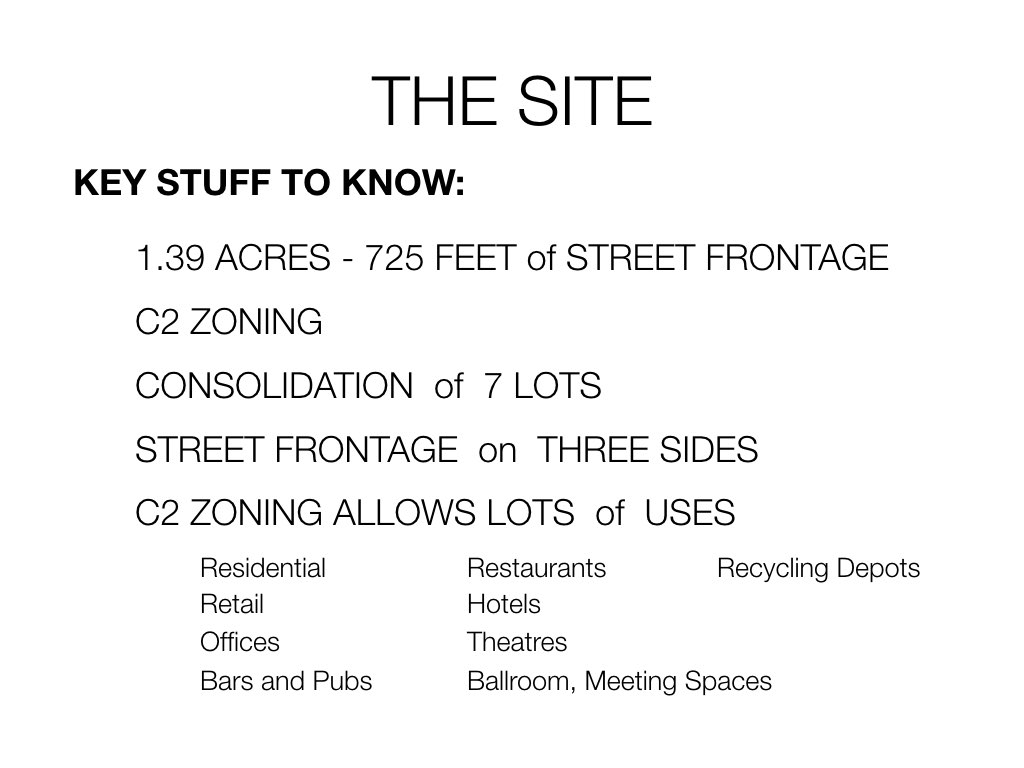 THE SITE
KEY STUFF TO KNOW:
1.39 ACRES - 725 FEET of STREET FRONTAGE
C2 ZONING
CONSOLIDATION of 7 LOTS
STREET FRONTAGE on THREE SIDES
C2 ZONING ALLOWS LOTS of USES
Residential Restaurants Recycling Depots
Retail Hotels
Offices Theatres
Bars and Pubs Ballroom, Meeting Spaces